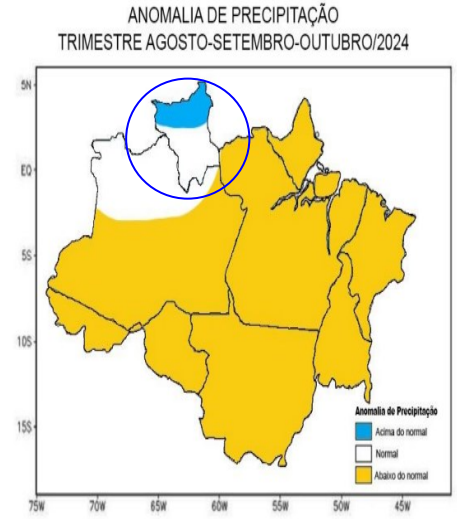 ANOMALIA DE PRECIPITAÇÃO
TRIMESTRE AGOSTO-SETEMBRO-OUTUBRO/2024
5N
EQ
5S
10S
15S
Anomalia de Precipitação
Acima do normal
Normal
Abaixo do normal
75W 70W 65W 60W 55W 50W 45W